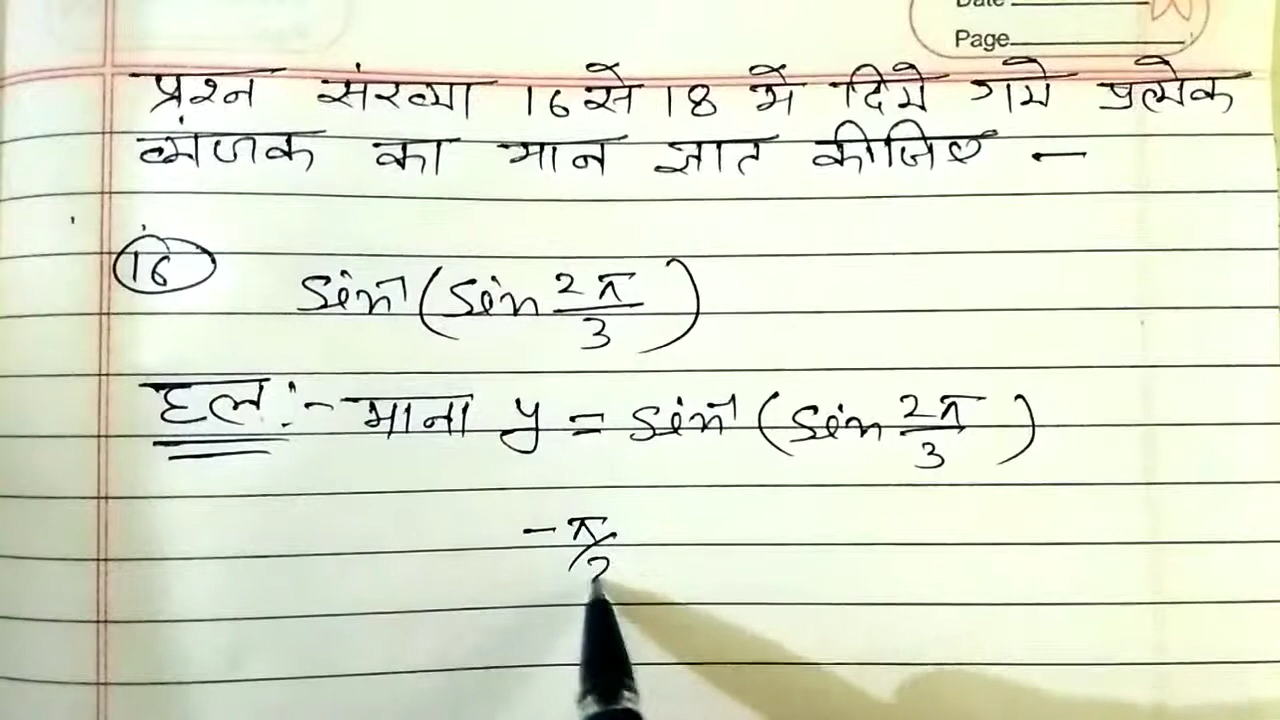 Date
Page
प्रश्न संख्या 16 से 18 में दिये गये प्रत्येक
व्यंजक का मान ज्ञात कीजिए -
16 sin⁻¹(sin 2π/3)
हल :- माना y = sin⁻¹(sin 2π/3)
-π/2